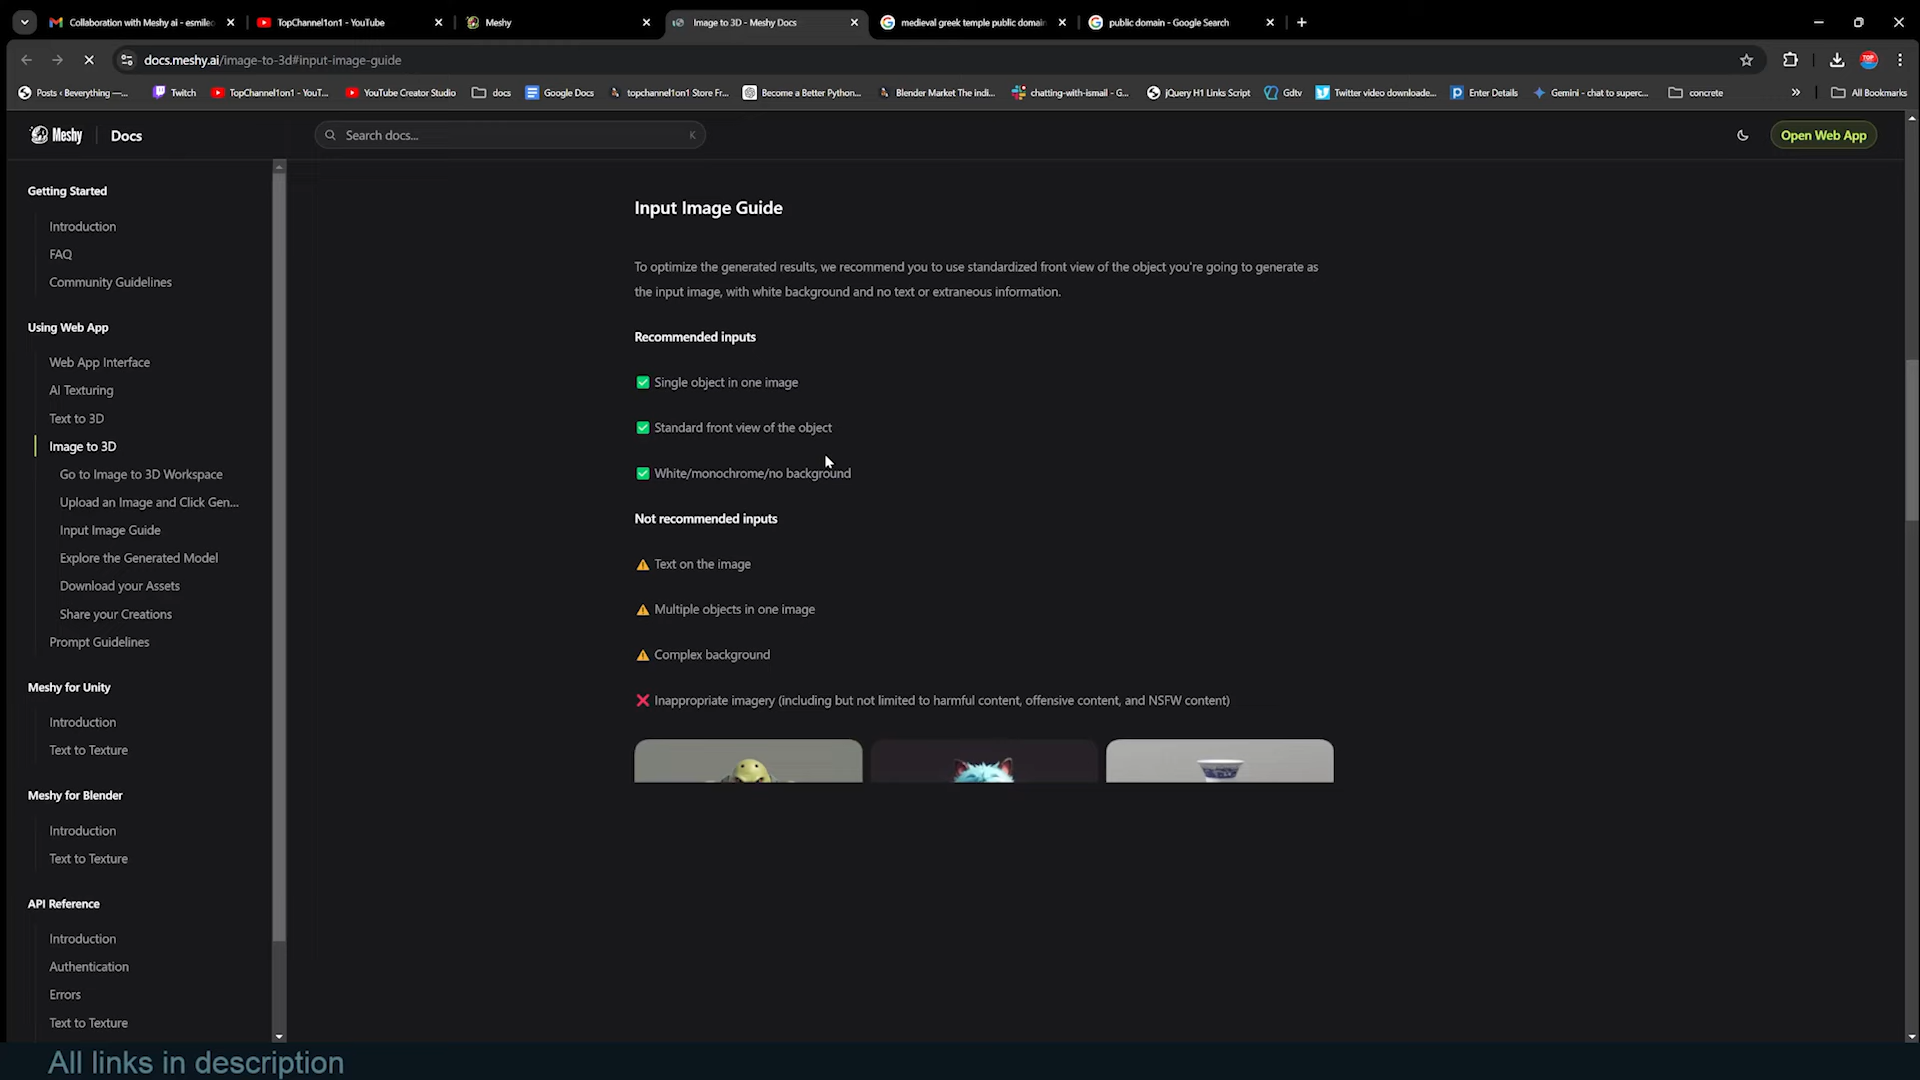 Collaboration with Meshy ai - esmileo
TopChannel1on1 - YouTube
Meshy
Image to 3D - Meshy Docs
medieval greek temple public domain
public domain - Google Search
docs.meshy.ai/image-to-3d#input-image-guide
Posts ‹ Beverything —...
Twitch
TopChannel1on1 - YouT...
YouTube Creator Studio
docs
Google Docs
topchannel1on1 Store Fr...
Become a Better Python...
Blender Market The indi...
chatting-with-ismail - G...
jQuery H1 Links Script
Gdtv
Twitter video downloade...
Enter Details
Gemini - chat to superc...
concrete
»
All Bookmarks
Meshy
Docs
Search docs...
K
Open Web App
Getting Started
Introduction
FAQ
Community Guidelines
Using Web App
Web App Interface
AI Texturing
Text to 3D
Image to 3D
Go to Image to 3D Workspace
Upload an Image and Click Gen...
Input Image Guide
Explore the Generated Model
Download your Assets
Share your Creations
Prompt Guidelines
Meshy for Unity
Introduction
Text to Texture
Meshy for Blender
Introduction
Text to Texture
API Reference
Introduction
Authentication
Errors
Text to Texture
Input Image Guide
To optimize the generated results, we recommend you to use standardized front view of the object you're going to generate as
the input image, with white background and no text or extraneous information.
Recommended inputs
Single object in one image
Standard front view of the object
White/monochrome/no background
Not recommended inputs
Text on the image
Multiple objects in one image
Complex background
Inappropriate imagery (including but not limited to harmful content, offensive content, and NSFW content)
All links in description